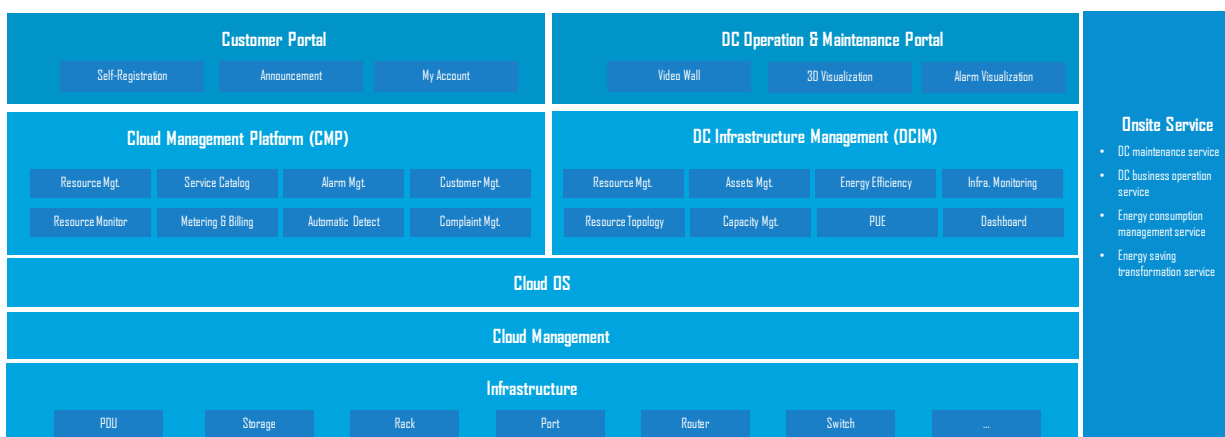 Customer Portal
Self-Registration
Announcement
My Account
DC Operation & Maintenance Portal
Video Wall
3D Visualization
Alarm Visualization
Cloud Management Platform (CMP)
Resource Mgt.
Service Catalog
Alarm Mgt.
Customer Mgt.
Resource Monitor
Metering & Billing
Automatic Detect
Complaint Mgt.
DC Infrastructure Management (DCIM)
Resource Mgt.
Assets Mgt.
Energy Efficiency
Infra. Monitoring
Resource Topology
Capacity Mgt.
PUE
Dashboard
Cloud OS
Cloud Management
Infrastructure
PDU
Storage
Rack
Port
Router
Switch
...
Onsite Service
• DC maintenance service
• DC business operation
service
• Energy consumption
management service
• Energy saving
transformation service